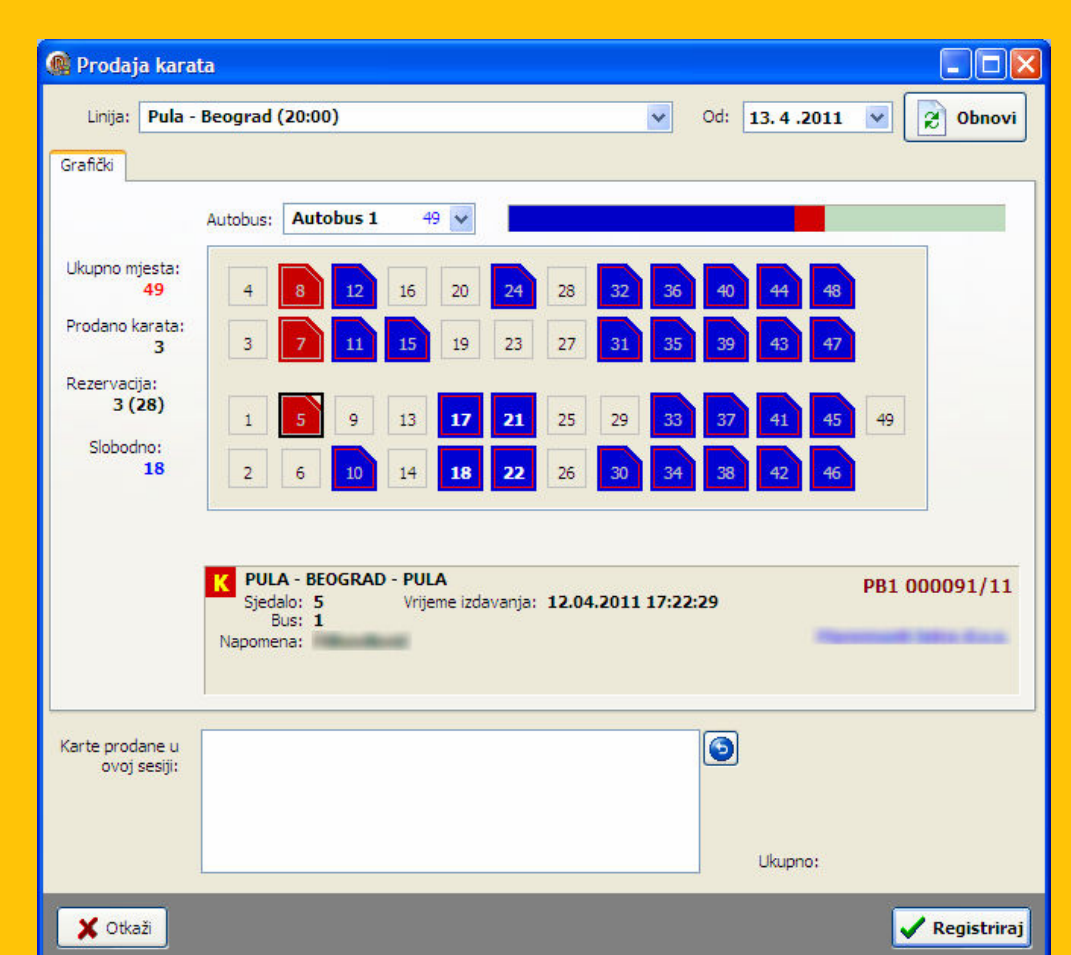 Prodaja karata
Linija: Pula - Beograd (20:00) Od: 13. 4 .2011 Obnovi
Grafički
Autobus: Autobus 1 49
Ukupno mjesta:
49
Prodano karata:
3
Rezervacija:
3 (28)
Slobodno:
18
4 8 12 16 20 24 28 32 36 40 44 48
3 7 11 15 19 23 27 31 35 39 43 47
1 5 9 13 17 21 25 29 33 37 41 45 49
2 6 10 14 18 22 26 30 34 38 42 46
K PULA - BEOGRAD - PULA PB1 000091/11
Sjedalo: 5 Vrijeme izdavanja: 12.04.2011 17:22:29
Bus: 1
Napomena:
Karte prodane u
ovoj sesiji:
Ukupno:
Otkaži Registriraj